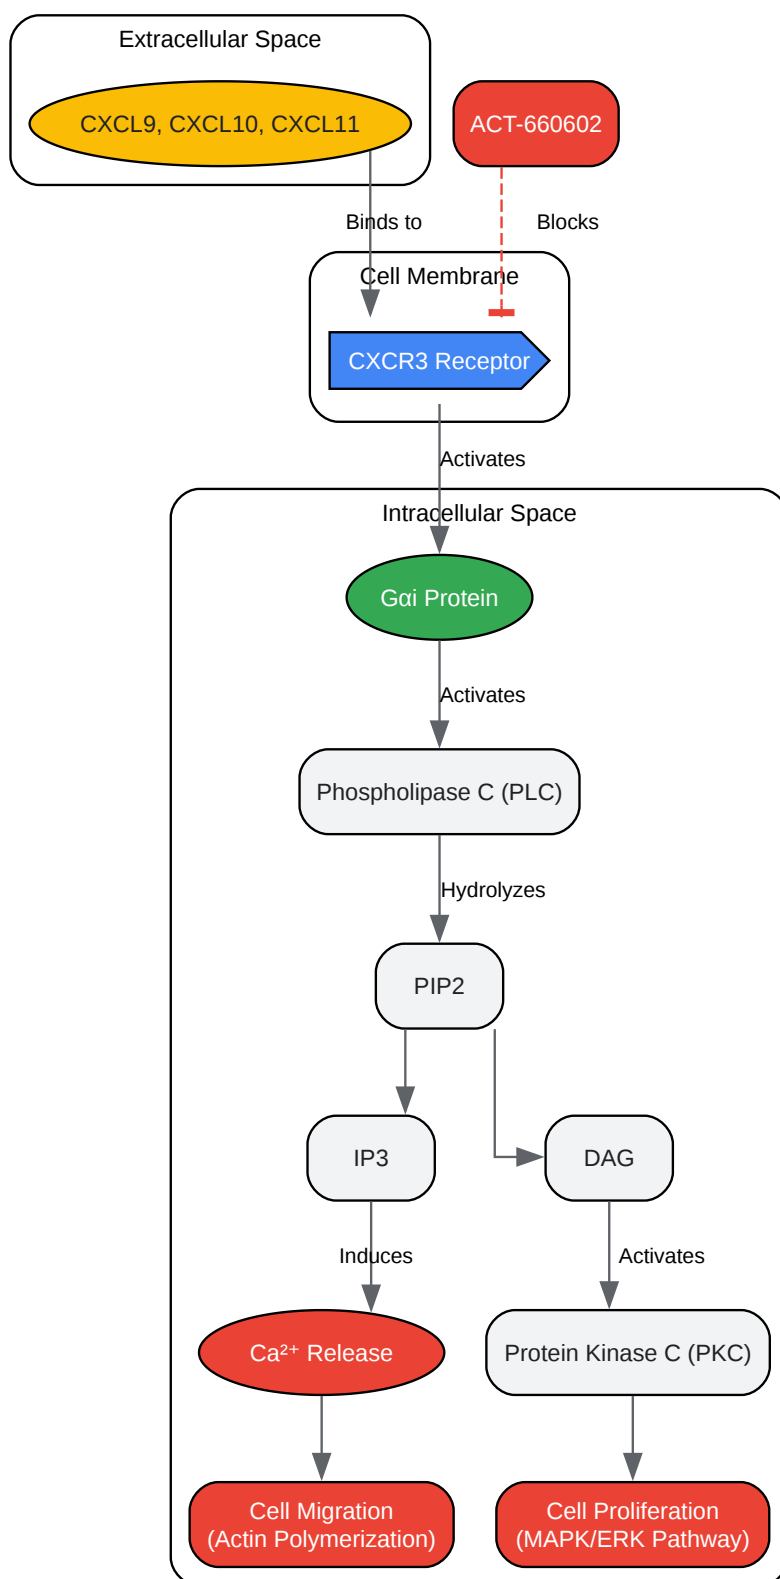 Extracellular Space
CXCL9, CXCL10, CXCL11
ACT-660602
Binds to
Blocks
Cell Membrane
CXCR3 Receptor
Activates
Intracellular Space
Gαi Protein
Activates
Phospholipase C (PLC)
Hydrolyzes
PIP2
IP3
DAG
Induces
Activates
Ca²⁺ Release
Protein Kinase C (PKC)
Cell Migration
(Actin Polymerization)
Cell Proliferation
(MAPK/ERK Pathway)